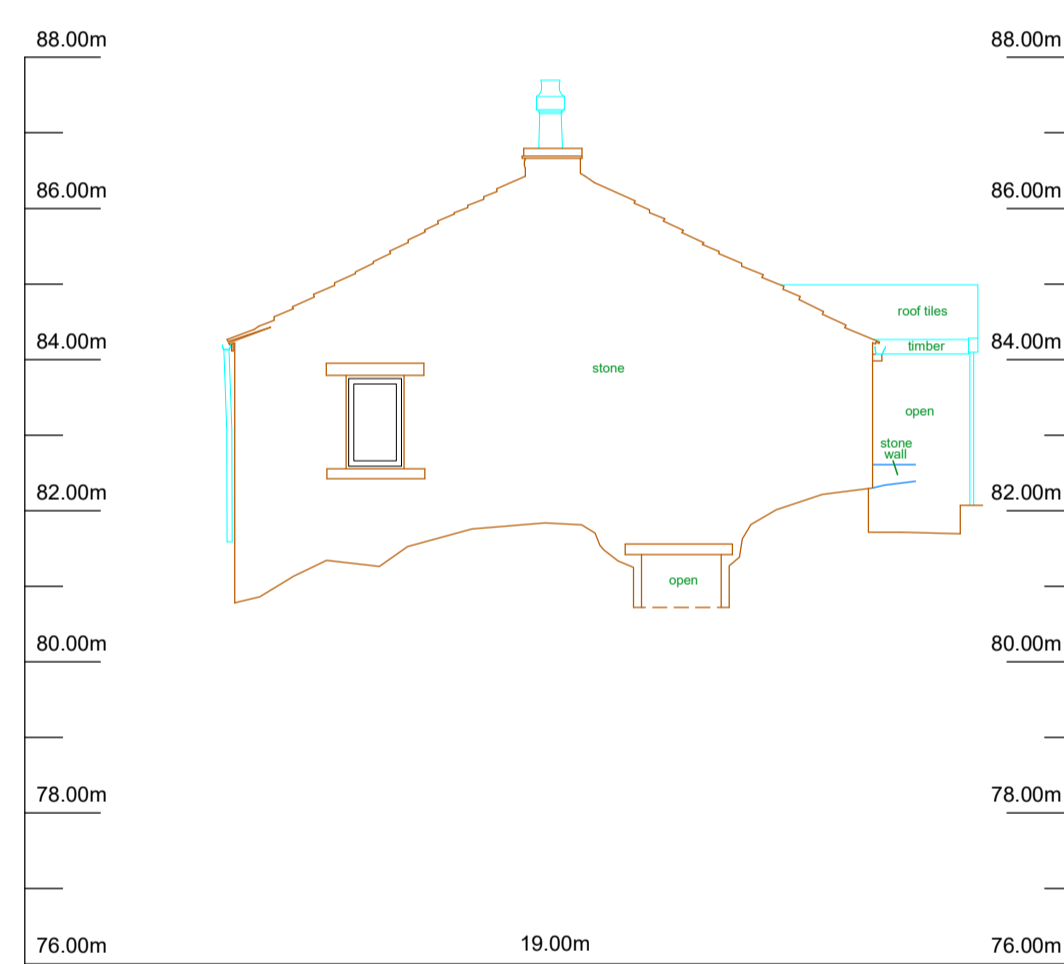 88.00m 88.00m
86.00m 86.00m
roof tiles
84.00m 84.00m
timber
stone
open
stone
wall
82.00m 82.00m
open
80.00m 80.00m
78.00m 78.00m
76.00m 19.00m 76.00m